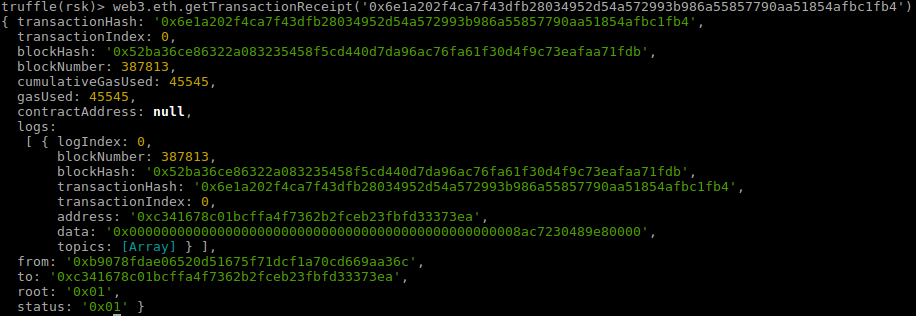 truffle(rsk)> web3.eth.getTransactionReceipt('0x6e1a202f4ca7f43dfb28034952d54a572993b986a55857790aa51854afbc1fb4')
{ transactionHash: '0x6e1a202f4ca7f43dfb28034952d54a572993b986a55857790aa51854afbc1fb4',
  transactionIndex: 0,
  blockHash: '0x52ba36ce86322a083235458f5cd440d7da96ac76fa61f30d4f9c73eafaa71fdb',
  blockNumber: 387813,
  cumulativeGasUsed: 45545,
  gasUsed: 45545,
  contractAddress: null,
  logs:
   [ { logIndex: 0,
       blockNumber: 387813,
       blockHash: '0x52ba36ce86322a083235458f5cd440d7da96ac76fa61f30d4f9c73eafaa71fdb',
       transactionHash: '0x6e1a202f4ca7f43dfb28034952d54a572993b986a55857790aa51854afbc1fb4',
       transactionIndex: 0,
       address: '0xc341678c01bcffa4f7362b2fceb23fbfd33373ea',
       data: '0x0000000000000000000000000000000000000000000000008ac7230489e80000',
       topics: [Array] } ],
  from: '0xb9078fdae06520d51675f71dcf1a70cd669aa36c',
  to: '0xc341678c01bcffa4f7362b2fceb23fbfd33373ea',
  root: '0x01',
  status: '0x01' }